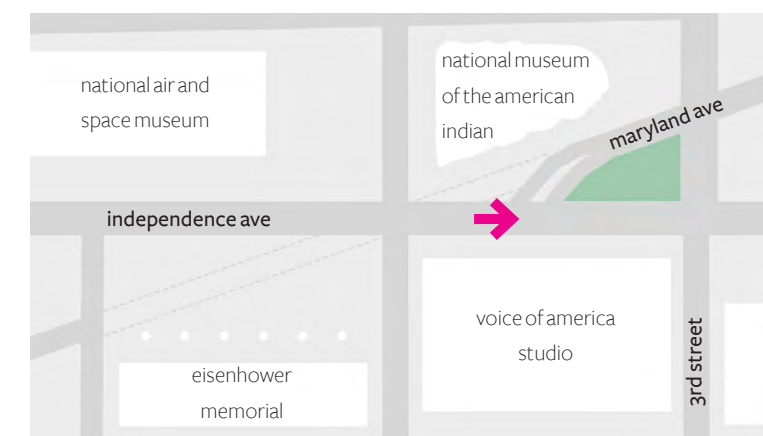 national air and
space museum
national museum
of the american
indian
maryland ave
independence ave
voice of america
studio
3rd street
eisenhower
memorial